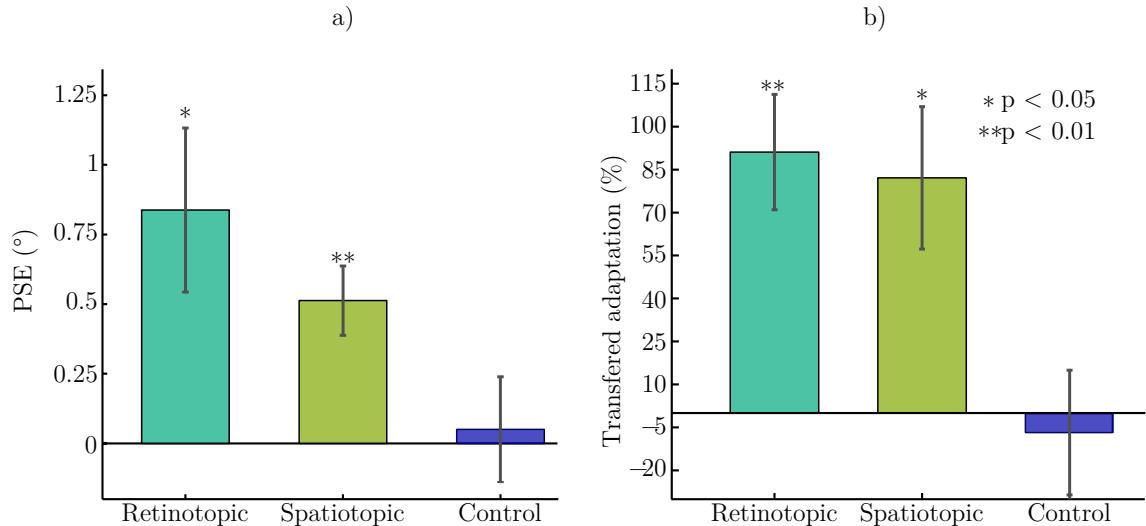 a)
PSE (°)
1.25
1
0.75
0.5
0.25
0
*
**
Retinotopic
Spatiotopic
Control
b)
Transfered adaptation (%)
115
100
85
70
55
40
25
10
−5
−20
**
*
* p < 0.05
**p < 0.01
Retinotopic
Spatiotopic
Control